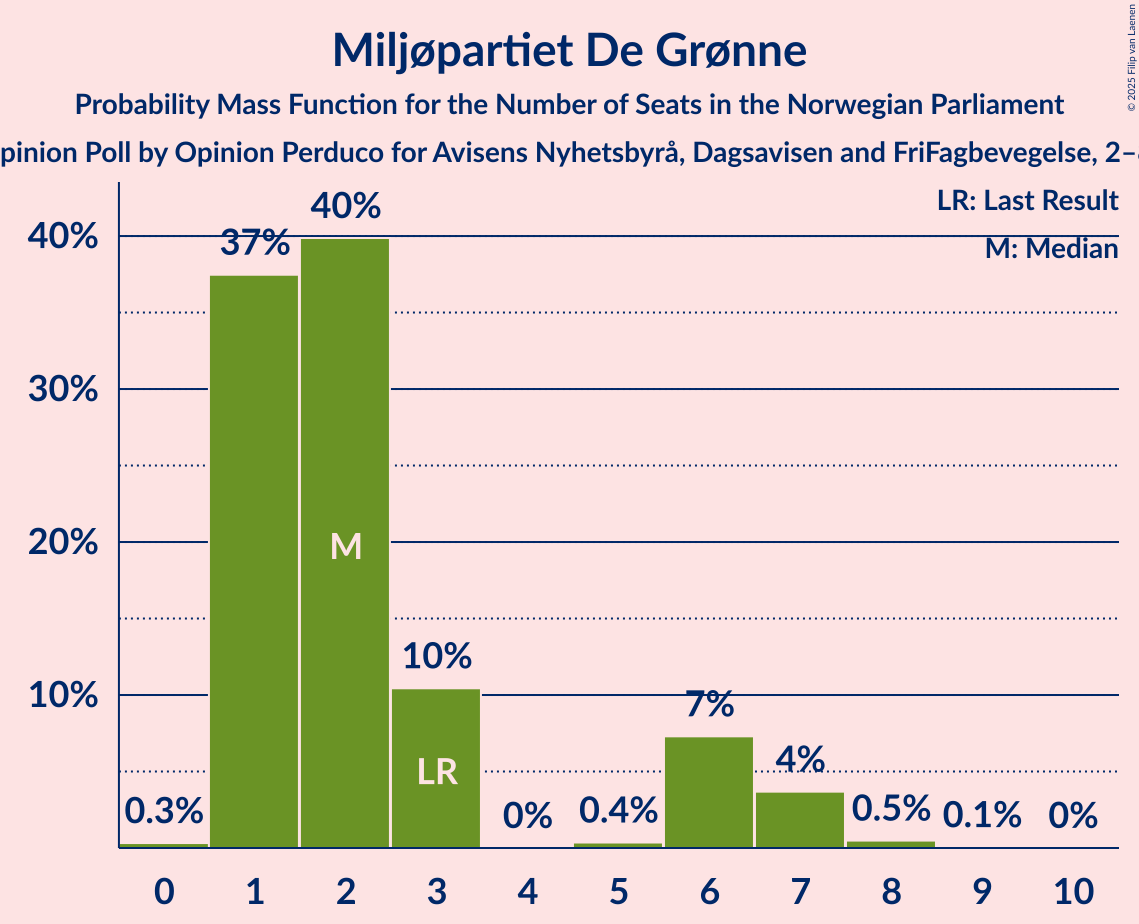 © 2025 Filip van Laenen
Miljøpartiet De Grønne
Probability Mass Function for the Number of Seats in the Norwegian Parliament
pinion Poll by Opinion Perduco for Avisens Nyhetsbyrå, Dagsavisen and FriFagbevegelse, 2–
LR: Last Result
M: Median
40%
30%
20%
10%
0.3%
37%
40%
M
10%
LR
0%
0.4%
7%
4%
0.5%
0.1%
0%
0 1 2 3 4 5 6 7 8 9 10